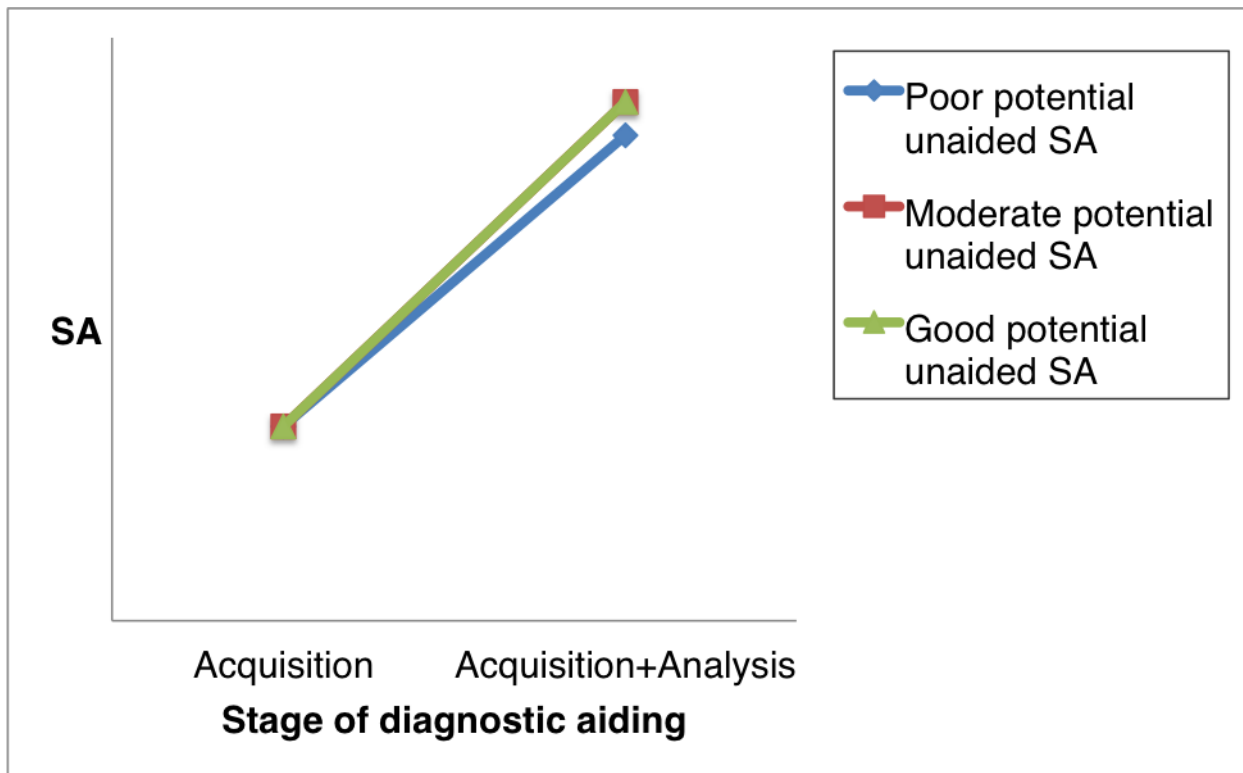 SA
Acquisition
Acquisition+Analysis
Stage of diagnostic aiding
Poor potential
unaided SA
Moderate potential
unaided SA
Good potential
unaided SA